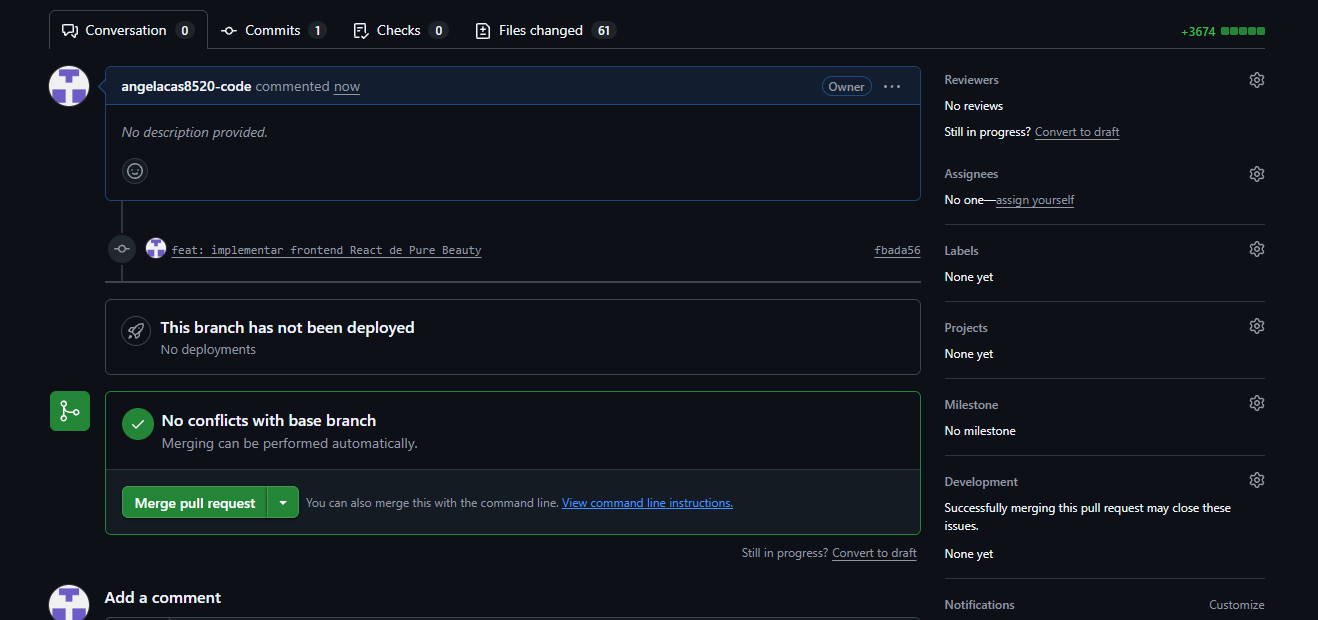 Conversation 0 Commits 1 Checks 0 Files changed 61 +3674
angelacas8520-code commented now Owner
No description provided.
feat: implementar frontend React de Pure Beauty fbada56
This branch has not been deployed
No deployments
No conflicts with base branch
Merging can be performed automatically.
Merge pull request You can also merge this with the command line. View command line instructions.
Still in progress? Convert to draft
Add a comment
Reviewers
No reviews
Still in progress? Convert to draft
Assignees
No one—assign yourself
Labels
None yet
Projects
None yet
Milestone
No milestone
Development
Successfully merging this pull request may close these
issues.
None yet
Notifications Customize